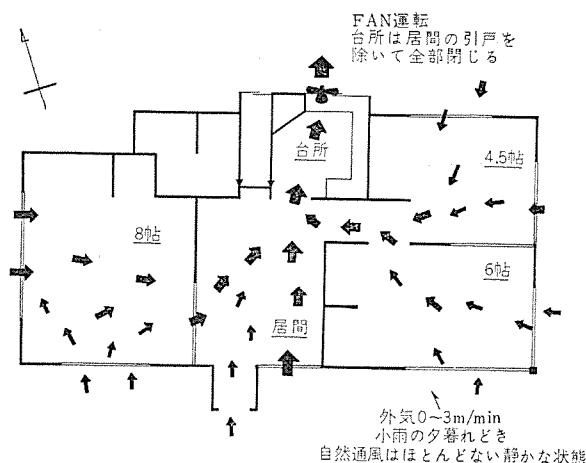 FAN運転
台所は居間の引戸を
除いて全部閉じる
台所
4.5帖
8帖
6帖
居間
外気0~3m/min
小雨の夕暮れどき
自然通風はほとんどない静かな状態